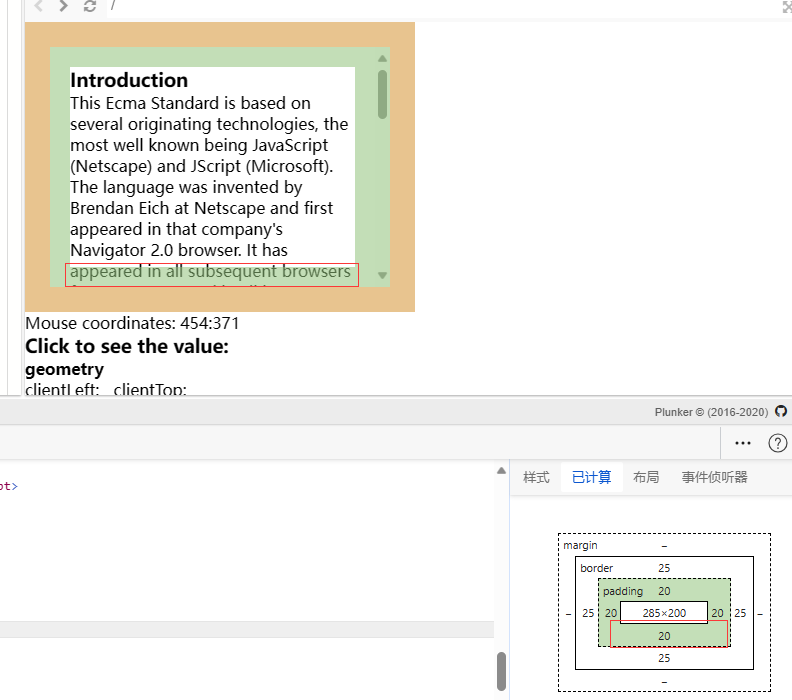 /
Introduction
This Ecma Standard is based on
several originating technologies, the
most well known being JavaScript
(Netscape) and JScript (Microsoft).
The language was invented by
Brendan Eich at Netscape and first
appeared in that company's
Navigator 2.0 browser. It has
appeared in all subsequent browsers
Mouse coordinates: 454:371
Click to see the value:
geometry
clientLeft: clientTop:
Plunker © (2016-2020)
··· ?
pt>
样式 已计算 布局 事件侦听器
margin –
border 25
padding 20
– 25 20 285×200 20 25 –
20
25
–